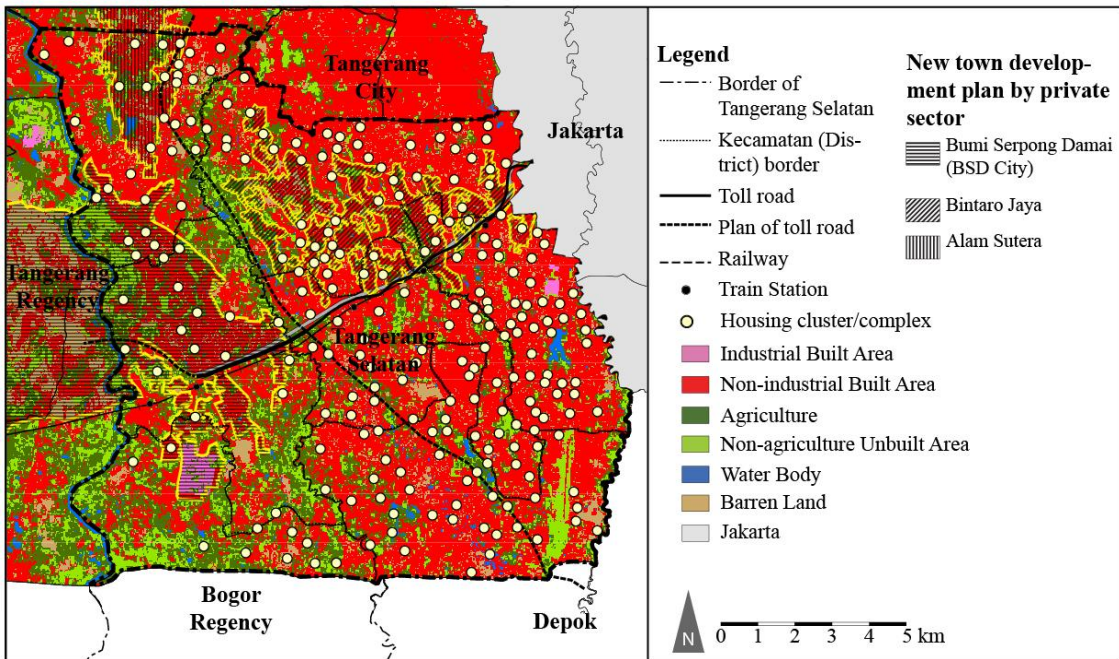 Tangerang
City
Jakarta
Tangerang
Regency
Tangerang
Selatan
Bogor
Regency
Depok
Legend
Border of
Tangerang Selatan
Kecamatan (Dis-
trict) border
Toll road
Plan of toll road
Railway
Train Station
Housing cluster/complex
Industrial Built Area
Non-industrial Built Area
Agriculture
Non-agriculture Unbuilt Area
Water Body
Barren Land
Jakarta
New town develop-
ment plan by private
sector
Bumi Serpong Damai
(BSD City)
Bintaro Jaya
Alam Sutera
N
0 1 2 3 4 5 km